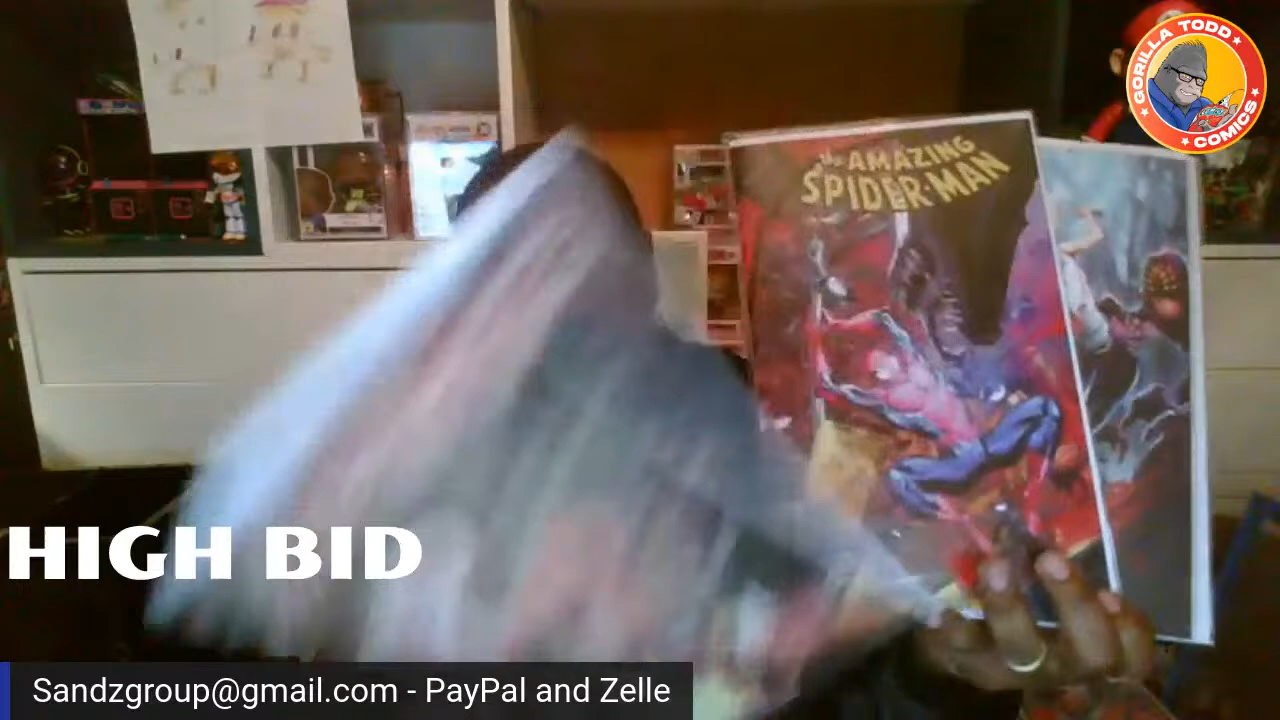 GORILLA TODD
COMICS
The AMAZING
SPIDER-MAN
HIGH BID
Sandzgroup@gmail.com - PayPal and Zelle